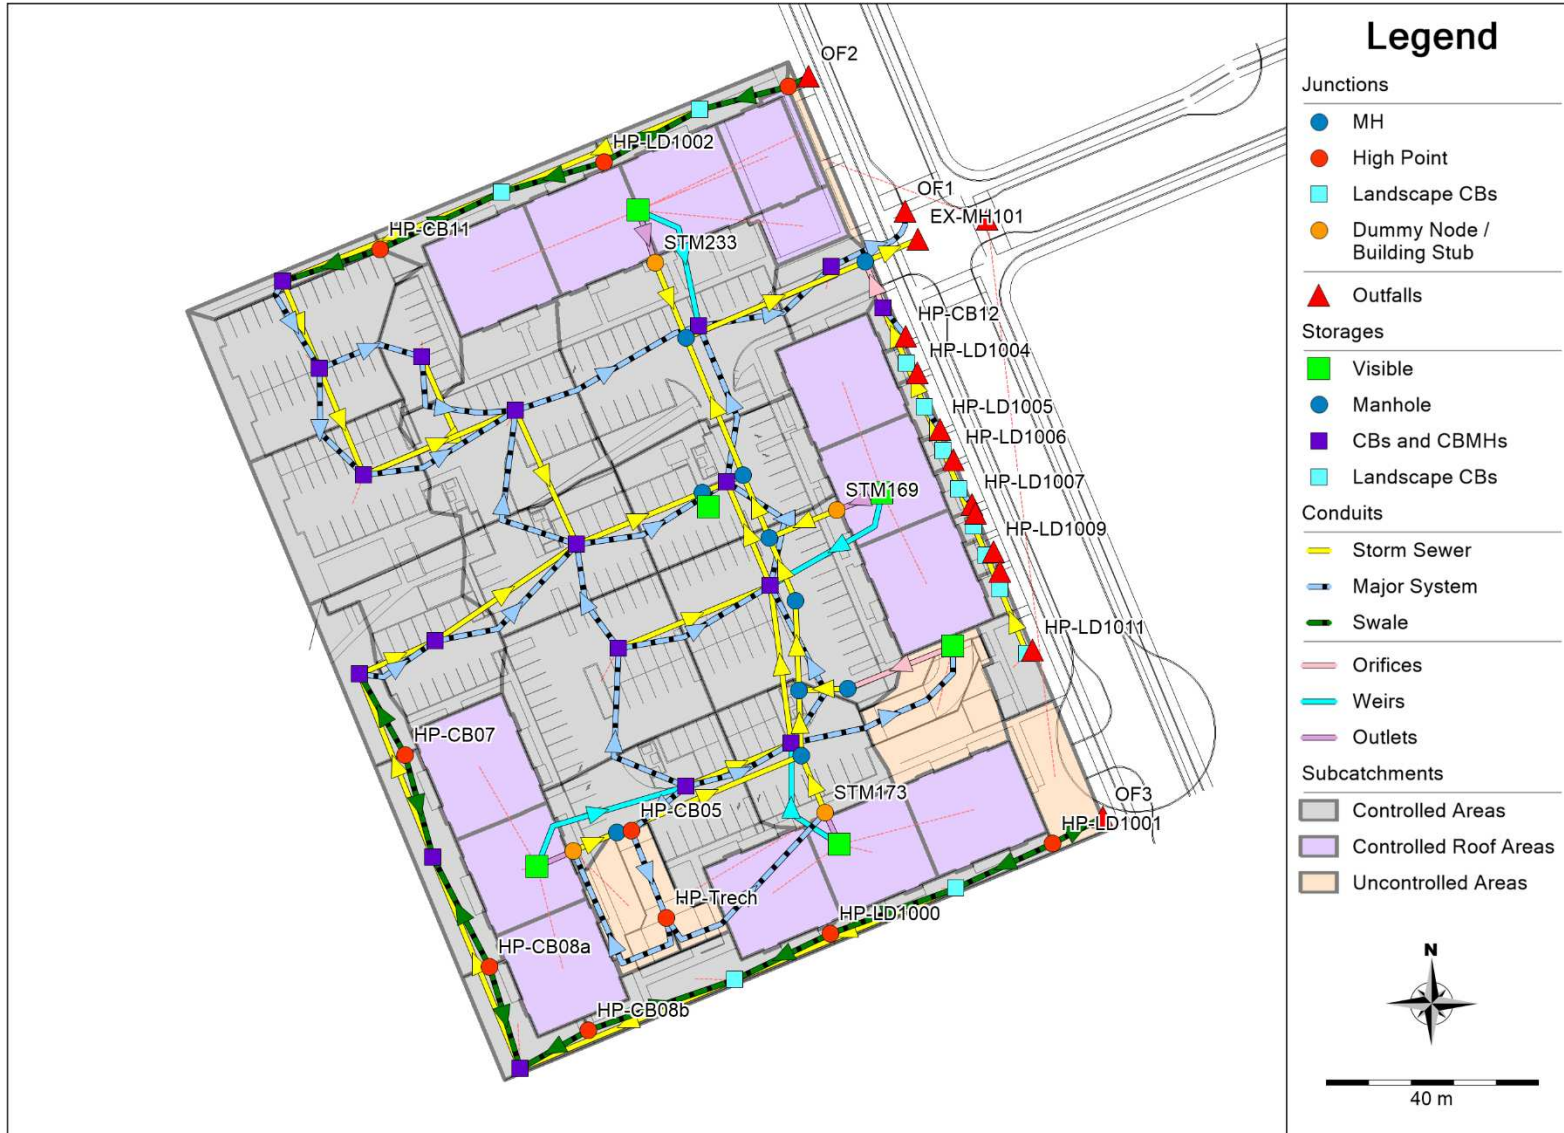 OF2
HP-LD1002
OF1
EX-MH101
HP-CB11
STM233
HP-CB12
HP-LD1004
HP-LD1005
HP-LD1006
HP-LD1007
STM169
HP-LD1009
HP-LD1011
HP-CB07
OF3
STM173
HP-CB05
HP-LD1001
HP-Trech
HP-LD1000
HP-CB08a
HP-CB08b
Legend
Junctions
MH
High Point
Landscape CBs
Dummy Node /
Building Stub
Outfalls
Storages
Visible
Manhole
CBs and CBMHs
Landscape CBs
Conduits
Storm Sewer
Major System
Swale
Orifices
Weirs
Outlets
Subcatchments
Controlled Areas
Controlled Roof Areas
Uncontrolled Areas
N
40 m